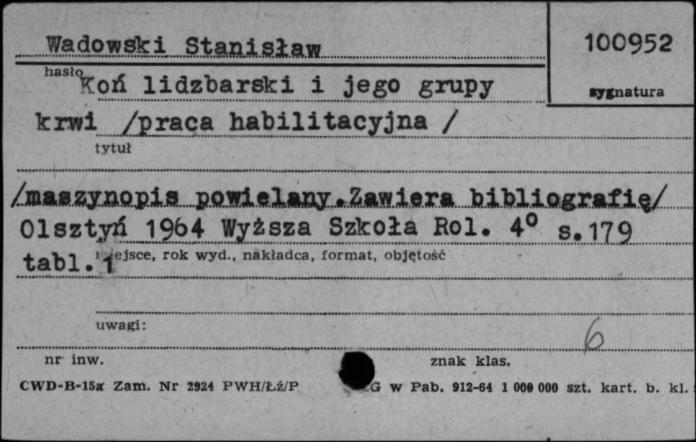 Wadowski Stanisław
100952
hasło
Koń lidzbarski i jego grupy
sygnatura
krwi /praca habilitacyjna /
tytuł
/maszynopis powielany.Zawiera bibliografię/
Olsztyń 1964 Wyższa Szkoła Rol. 4° s.179
tabl.1 ejsce, rok wyd., nakładca, format, objętość
uwagi:
6
nr inw. znak klas.
CWD-B-15a Zam. Nr 2924 PWH/Łź/P G w Pab. 912-64 1 000 000 szt. kart. b. kl.